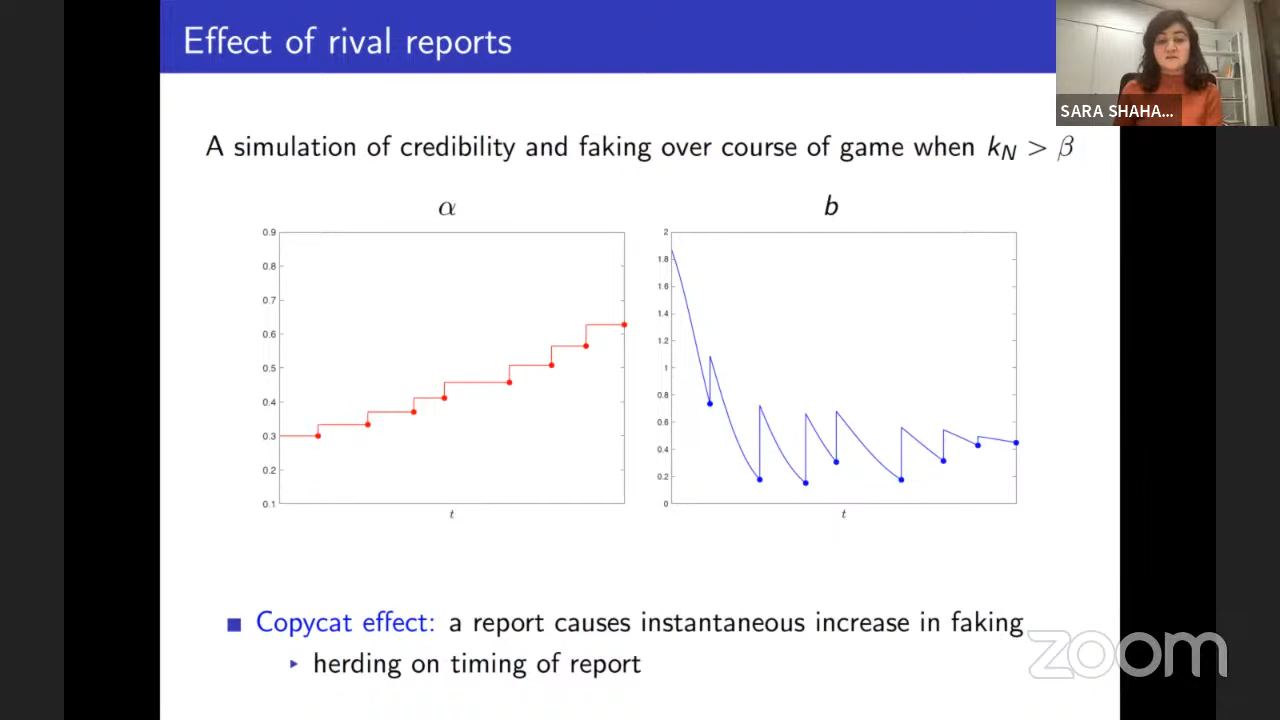 Effect of rival reports
SARA SHAHA...
A simulation of credibility and faking over course of game when k_N > β
α
b
0.9
0.8
0.7
0.6
0.5
0.4
0.3
0.2
0.1
t
2
1.8
1.6
1.4
1.2
1
0.8
0.6
0.4
0.2
0
t
Copycat effect: a report causes instantaneous increase in faking
herding on timing of report
zoom